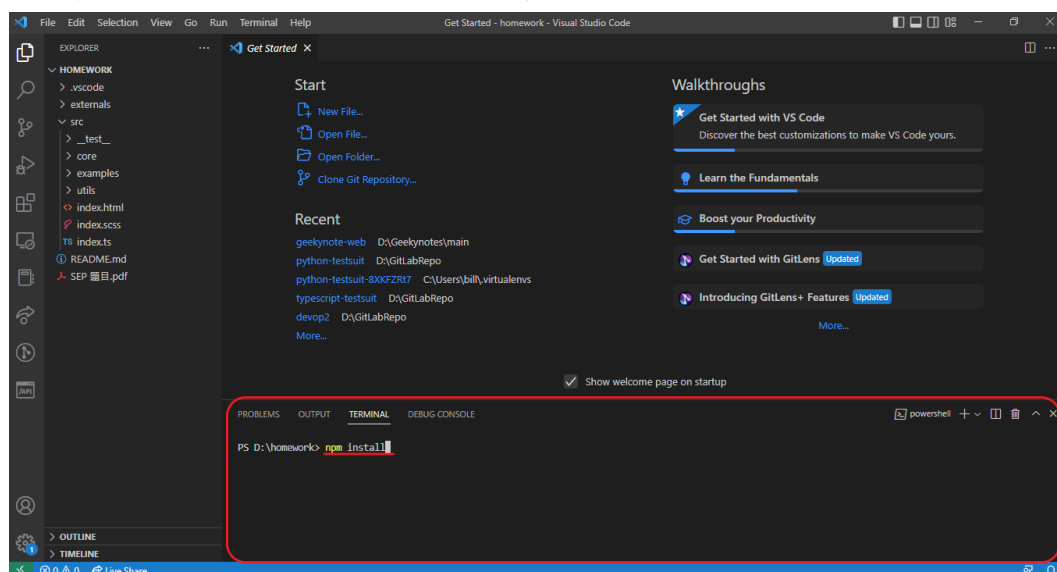 File Edit Selection View Go Run Terminal Help
Get Started - homework - Visual Studio Code
EXPLORER
Get Started
HOMEWORK
.vscode
externals
src
__test__
core
examples
utils
index.html
index.scss
TS index.ts
README.md
SEP 題目.pdf
OUTLINE
TIMELINE
Start
New File...
Open File...
Open Folder...
Clone Git Repository...
Recent
geekynote-web D:\Geekynotes\main
python-testsuit D:\GitLabRepo
python-testsuit-8XKFZRt7 C:\Users\bill\.virtualenvs
typescript-testsuit D:\GitLabRepo
devop2 D:\GitLabRepo
More...
Walkthroughs
Get Started with VS Code
Discover the best customizations to make VS Code yours.
Learn the Fundamentals
Boost your Productivity
Get Started with GitLens Updated
Introducing GitLens+ Features Updated
More...
Show welcome page on startup
PROBLEMS OUTPUT TERMINAL DEBUG CONSOLE
powershell
PS D:\homework> npm install
/API
1
0 0 Live Share